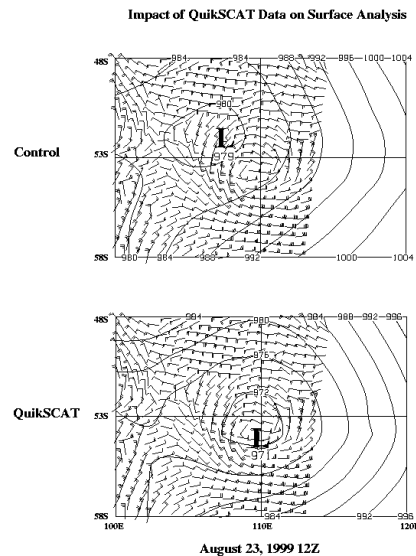 Impact of QuikSCAT Data on Surface Analysis
984 984 988 992 996 1000 1004
48S
980
L
Control
53S
979
58S
980 984 988 992 1000 1004
984 980 984 988 992 996
48S
976
972
QuikSCAT
53S
L
971
58S
984 992 996
100E 110E 120E
August 23, 1999 12Z